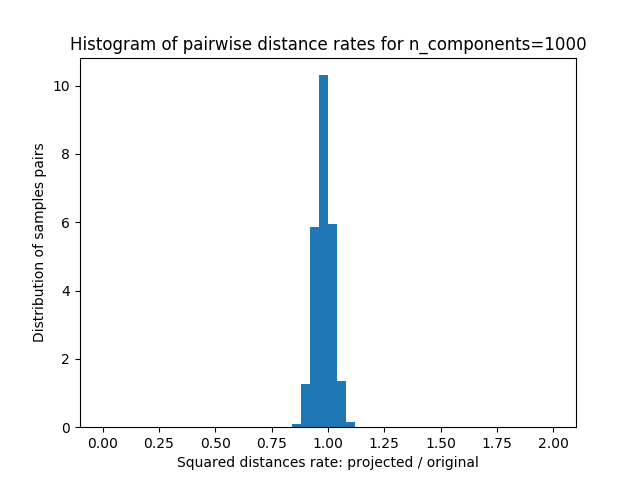 Histogram of pairwise distance rates for n_components=1000
10
8
6
4
2
0
Distribution of samples pairs
0.00 0.25 0.50 0.75 1.00 1.25 1.50 1.75 2.00
Squared distances rate: projected / original